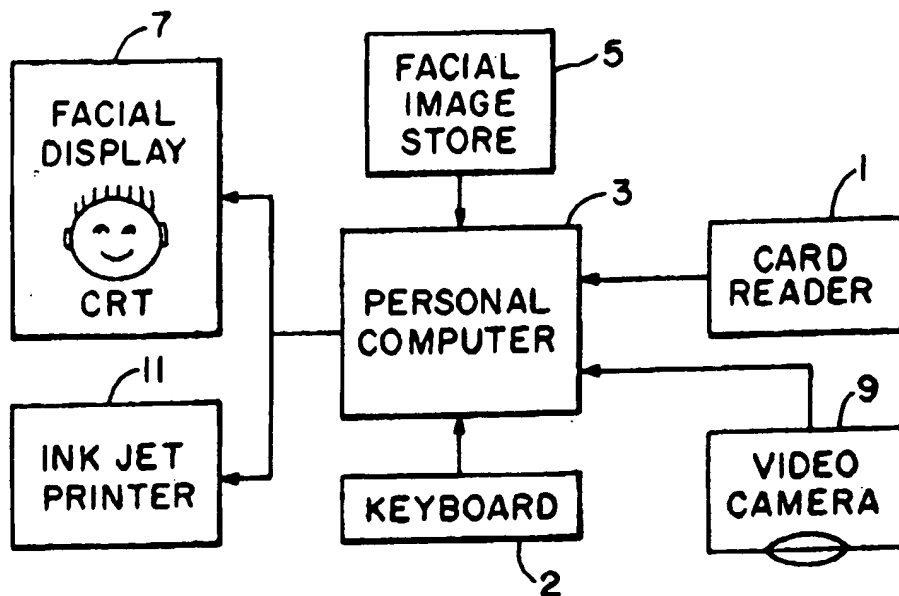 7
FACIAL
DISPLAY
CRT
FACIAL
IMAGE
STORE
5
3
PERSONAL
COMPUTER
1
CARD
READER
11
INK JET
PRINTER
KEYBOARD
2
9
VIDEO
CAMERA